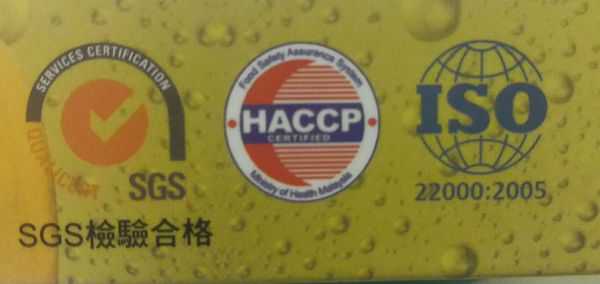 SERVICES CERTIFICATION
SGS
SGS檢驗合格
Food Safety Assurance System
HACCP
CERTIFIED
Ministry of Health Malaysia
ISO
22000:2005